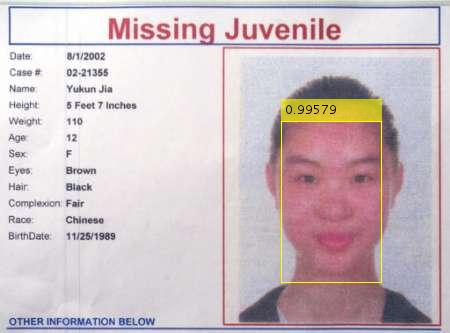 Missing Juvenile
Date: 8/1/2002
Case #: 02-21355
Name: Yukun Jia
Height: 5 Feet 7 Inches
Weight: 110
Age: 12
Sex: F
Eyes: Brown
Hair: Black
Complexion: Fair
Race: Chinese
BirthDate: 11/25/1989
0.99579
OTHER INFORMATION BELOW